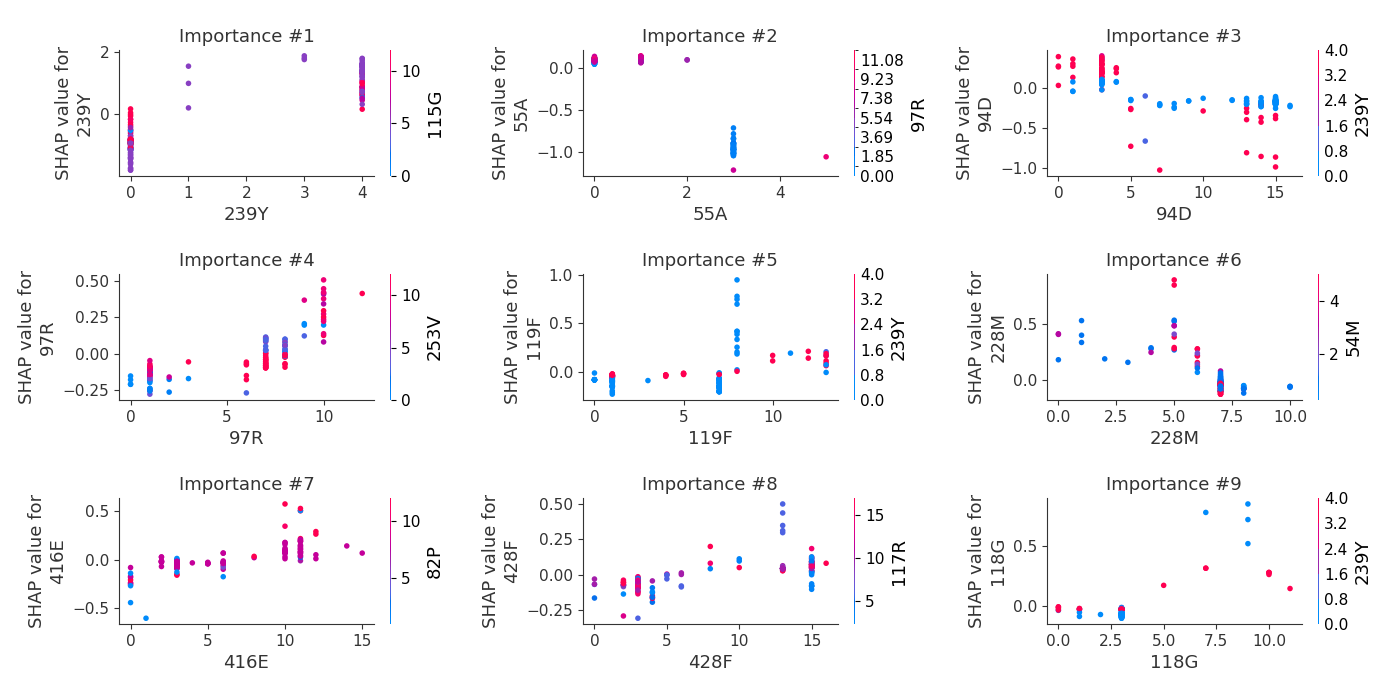 Importance #1
SHAP value for
239Y
2
0
0
1
2
3
4
239Y
10
5
0
115G
Importance #2
SHAP value for
55A
0.0
−0.5
−1.0
0
2
4
55A
11.08
9.23
7.38
5.54
3.69
1.85
0.00
97R
Importance #3
SHAP value for
94D
0.0
−0.5
−1.0
0
5
10
15
94D
4.0
3.2
2.4
1.6
0.8
0.0
239Y
Importance #4
SHAP value for
97R
0.50
0.25
0.00
−0.25
0
5
10
97R
10
5
0
253V
Importance #5
SHAP value for
119F
1.0
0.5
0.0
0
5
10
119F
4.0
3.2
2.4
1.6
0.8
0.0
239Y
Importance #6
SHAP value for
228M
0.5
0.0
0.0
2.5
5.0
7.5
10.0
228M
4
2
54M
Importance #7
SHAP value for
416E
0.5
0.0
−0.5
0
5
10
15
416E
10
5
82P
Importance #8
SHAP value for
428F
0.50
0.25
0.00
−0.25
0
5
10
15
428F
15
10
5
117R
Importance #9
SHAP value for
118G
0.5
0.0
0.0
2.5
5.0
7.5
10.0
118G
4.0
3.2
2.4
1.6
0.8
0.0
239Y